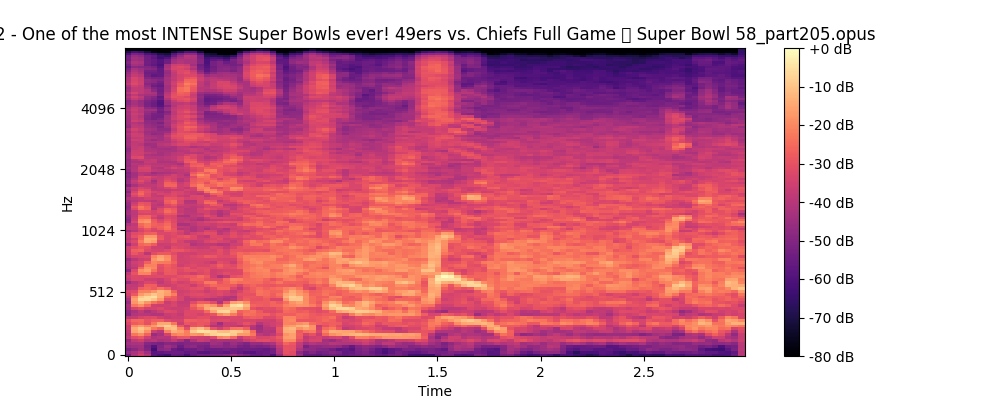 2 - One of the most INTENSE Super Bowls ever! 49ers vs. Chiefs Full Game ▯ Super Bowl 58_part205.opus
+0 dB
-10 dB
-20 dB
-30 dB
-40 dB
-50 dB
-60 dB
-70 dB
-80 dB
Hz
4096
2048
1024
512
0
0
0.5
1
1.5
2
2.5
Time